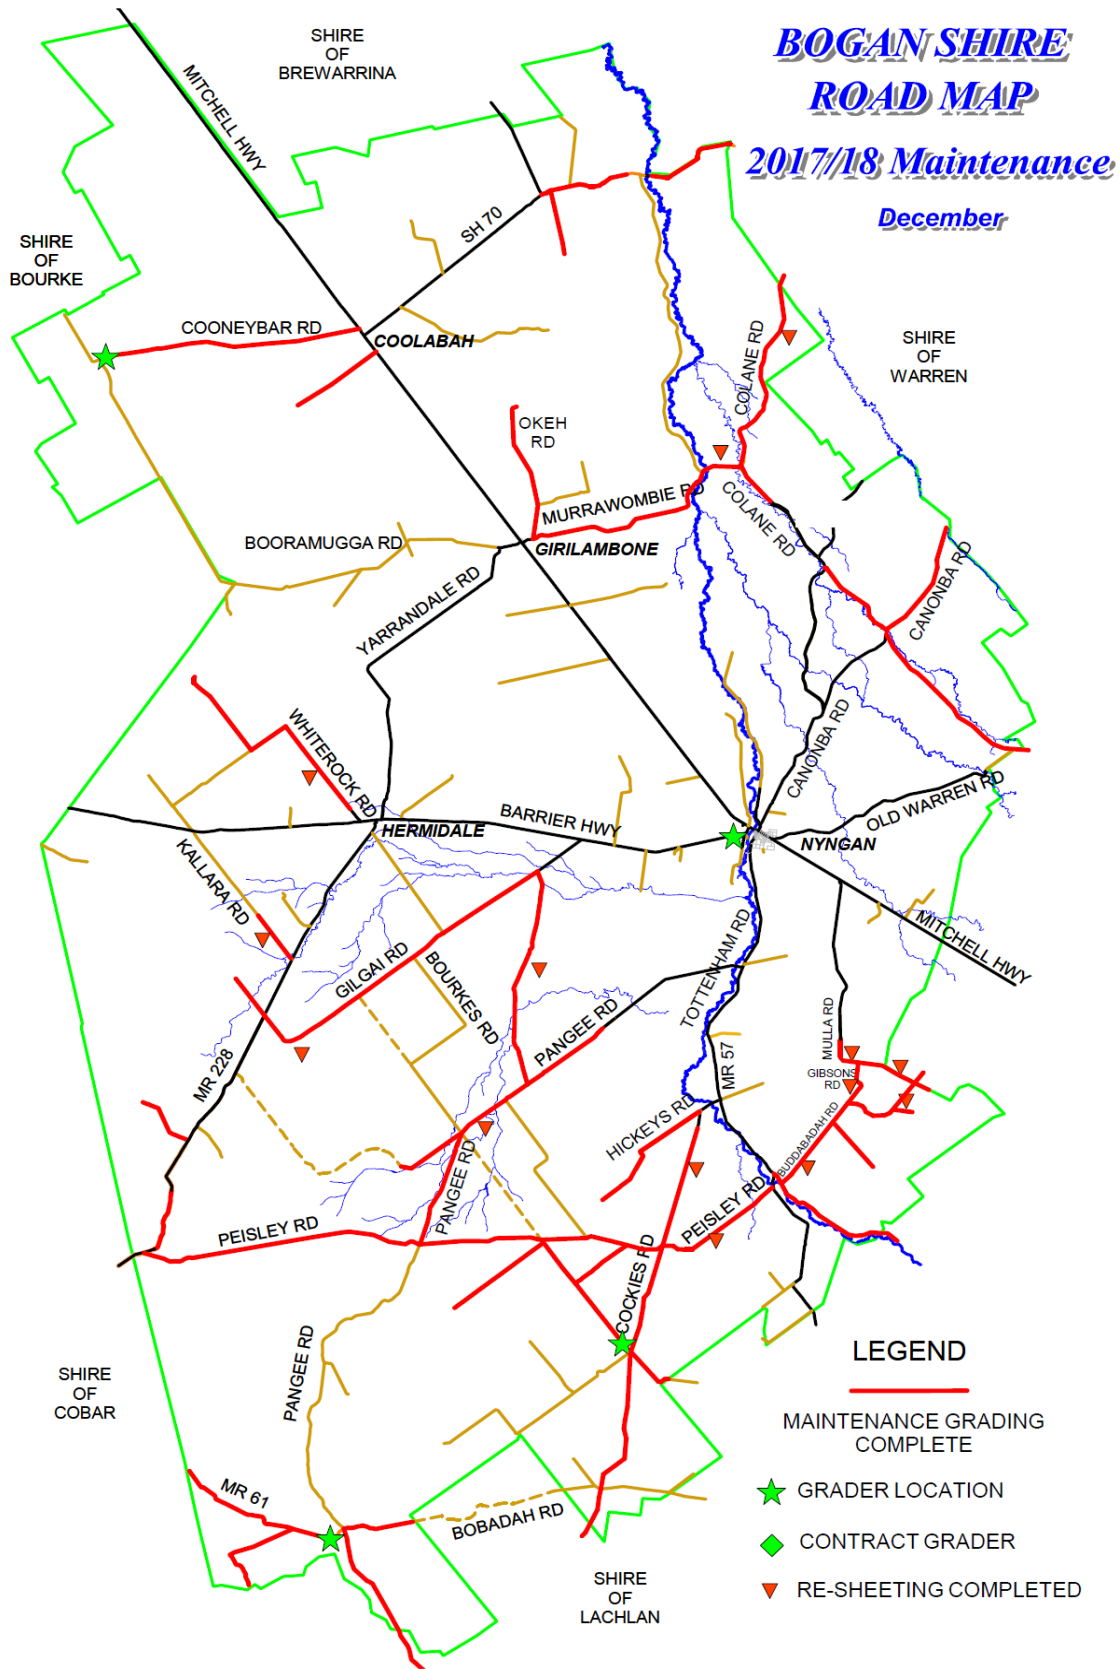 BOGAN SHIRE
ROAD MAP
2017/18 Maintenance
December
SHIRE
OF
BREWARRINA
MITCHELL HWY
SH 70
SHIRE
OF
BOURKE
COONEYBAR RD
COOLABAH
COLANE RD
SHIRE
OF
WARREN
OKEH
RD
MURRAWOMBIE RD
COLANE RD
BOORAMUGGA RD
GIRILAMBONE
CANONBA RD
YARRANDALE RD
WHITEROCK RD
CANONBA RD
OLD WARREN RD
BARRIER HWY
HERMIDALE
NYNGAN
KALLARA RD
MITCHELL HWY
GILGAI RD
BOURKES RD
TOTTENHAM RD
PANGEE RD
MULLA RD
MR 228
MR 57
GIBSONS
RD
HICKEYS RD
BUDDABADAH RD
PANGEE RD
PEISLEY RD
PEISLEY RD
COCKIES RD
PANGEE RD
SHIRE
OF
COBAR
MR 61
BOBADAH RD
SHIRE
OF
LACHLAN
LEGEND
MAINTENANCE GRADING
COMPLETE
GRADER LOCATION
CONTRACT GRADER
RE-SHEETING COMPLETED